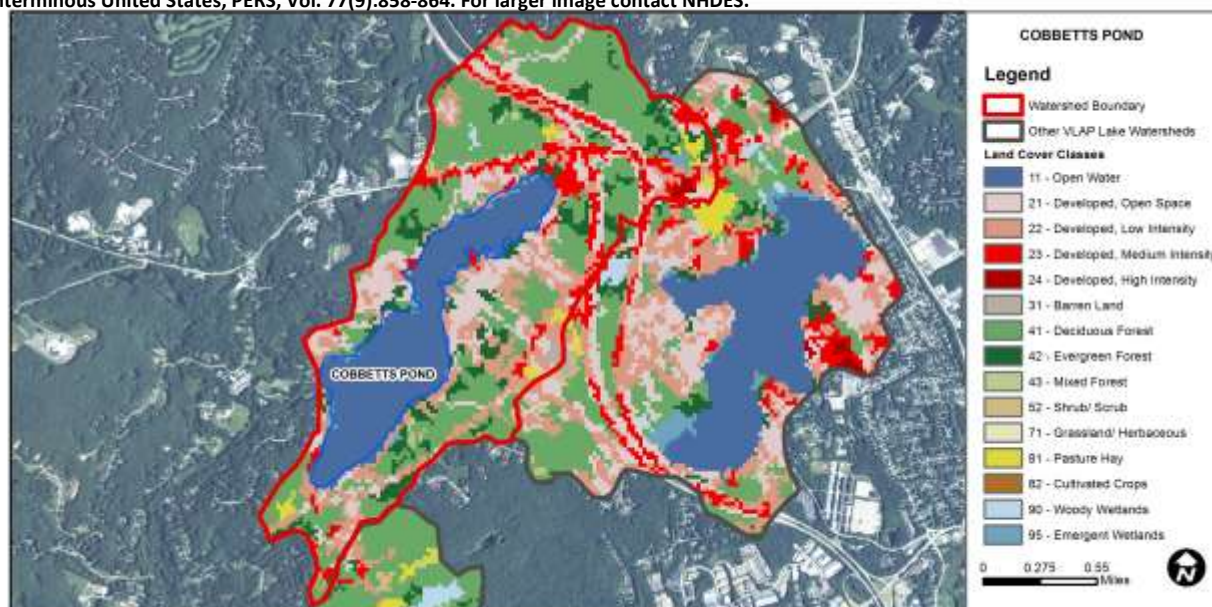 nterminous United States, PERS, Vol. 77(9):858-864. For larger image contact NHDES.
COBBETTS POND
COBBETTS POND
Legend
Watershed Boundary
Other VLAP Lake Watersheds
Land Cover Classes
11 - Open Water
21 - Developed, Open Space
22 - Developed, Low Intensity
23 - Developed, Medium Intensity
24 - Developed, High Intensity
31 - Barren Land
41 - Deciduous Forest
42 - Evergreen Forest
43 - Mixed Forest
52 - Shrub/ Scrub
71 - Grassland/ Herbaceous
81 - Pasture Hay
82 - Cultivated Crops
90 - Woody Wetlands
95 - Emergent Wetlands
0 0.275 0.55
Miles
N